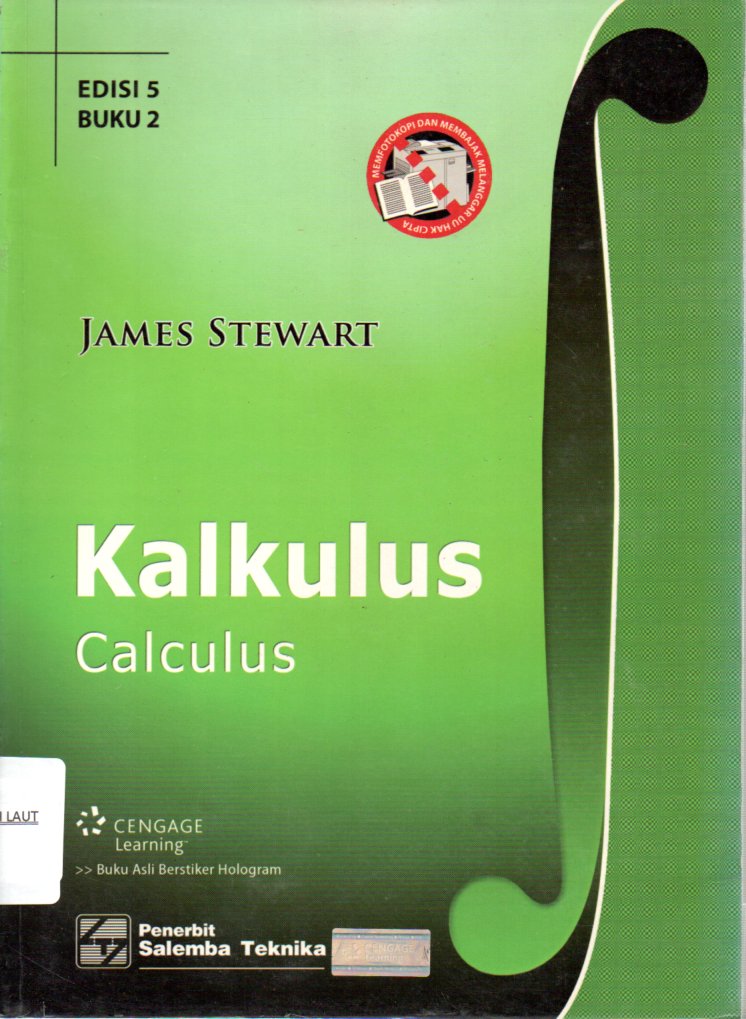 EDISI 5
BUKU 2
MEMFOTOKOPI DAN MEMBAJAK MELANGGAR UU HAK CIPTA
JAMES STEWART
Kalkulus
Calculus
LAUT
CENGAGE
Learning™
>> Buku Asli Berstiker Hologram
Penerbit
Salemba Teknika
CENGAGE
Learning